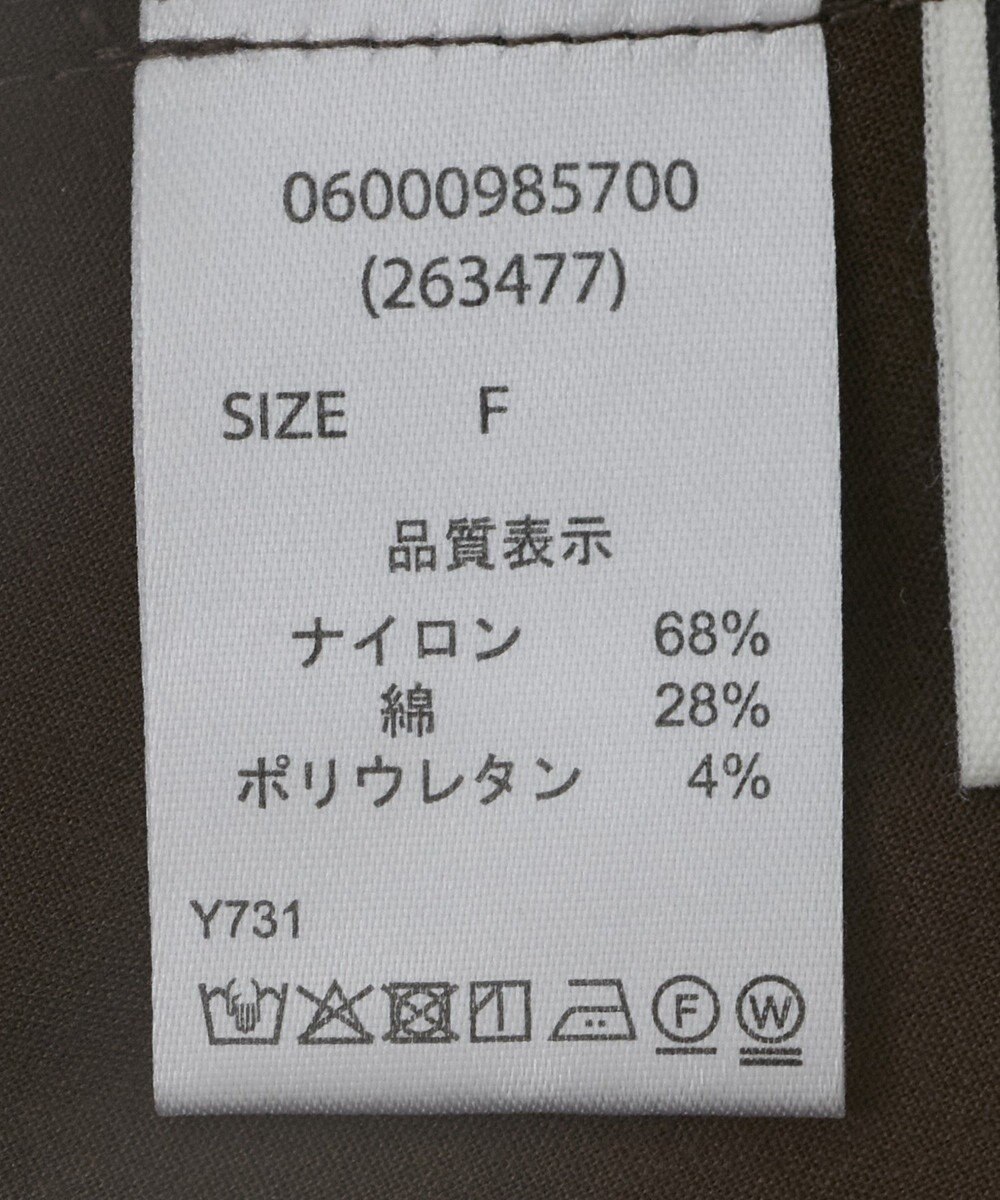 06000985700
(263477)
SIZE F
品質表示
ナイロン 68%
綿 28%
ポリウレタン 4%
Y731
F W